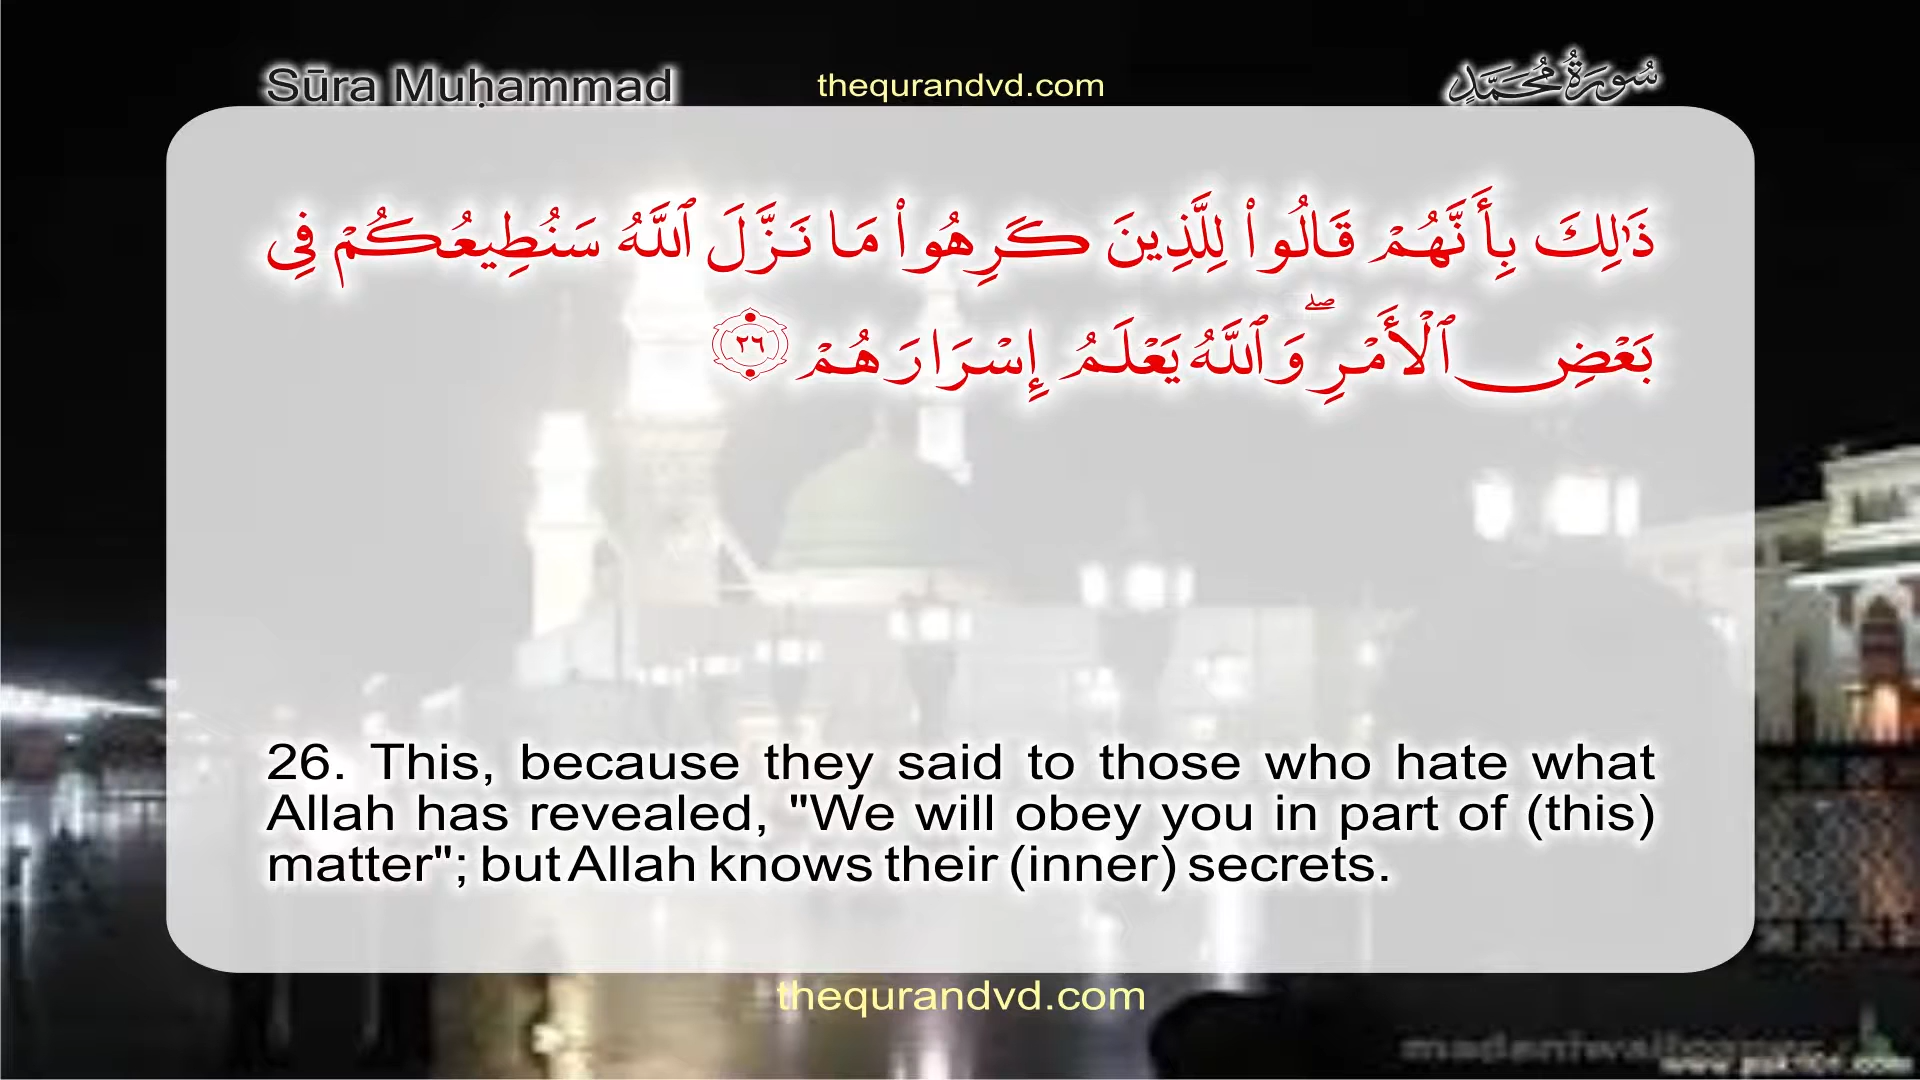 Sūra Muḥammad
thequrandvd.com
سُورَةُ مُحَمَّدٍ
ذَٰلِكَ بِأَنَّهُمْ قَالُوا۟ لِلَّذِينَ كَرِهُوا۟ مَا نَزَّلَ ٱللَّهُ سَنُطِيعُكُمْ فِى
بَعْضِ ٱلْأَمْرِ ۖ وَٱللَّهُ يَعْلَمُ إِسْرَارَهُمْ ٢٦
26. This, because they said to those who hate what
Allah has revealed, "We will obey you in part of (this)
matter"; but Allah knows their (inner) secrets.
thequrandvd.com